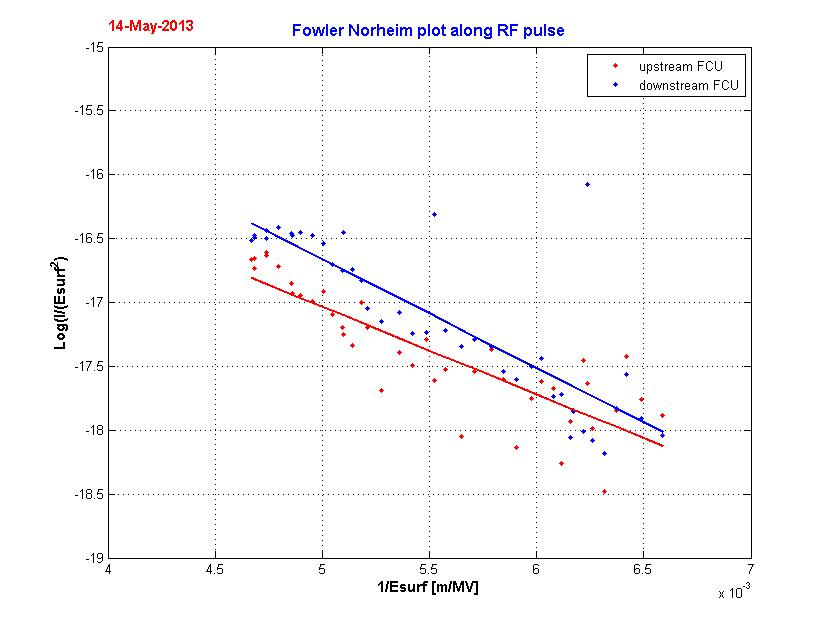 14-May-2013
Fowler Norheim plot along RF pulse
upstream FCU
downstream FCU
-15
-15.5
-16
-16.5
-17
-17.5
-18
-18.5
-19
Log(I/(Esurf²)
4
4.5
5
5.5
6
6.5
7
1/Esurf [m/MV]
x 10⁻³